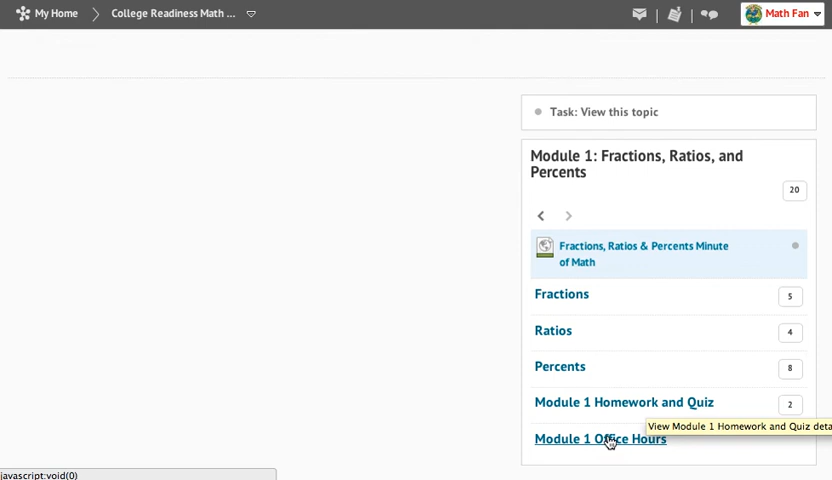 My Home
College Readiness Math ...
Math Fan
Task: View this topic
Module 1: Fractions, Ratios, and
Percents
20
Fractions, Ratios & Percents Minute
of Math
Fractions
5
Ratios
4
Percents
8
Module 1 Homework and Quiz
2
View Module 1 Homework and Quiz deta
Module 1 Office Hours
javascript:void(0)